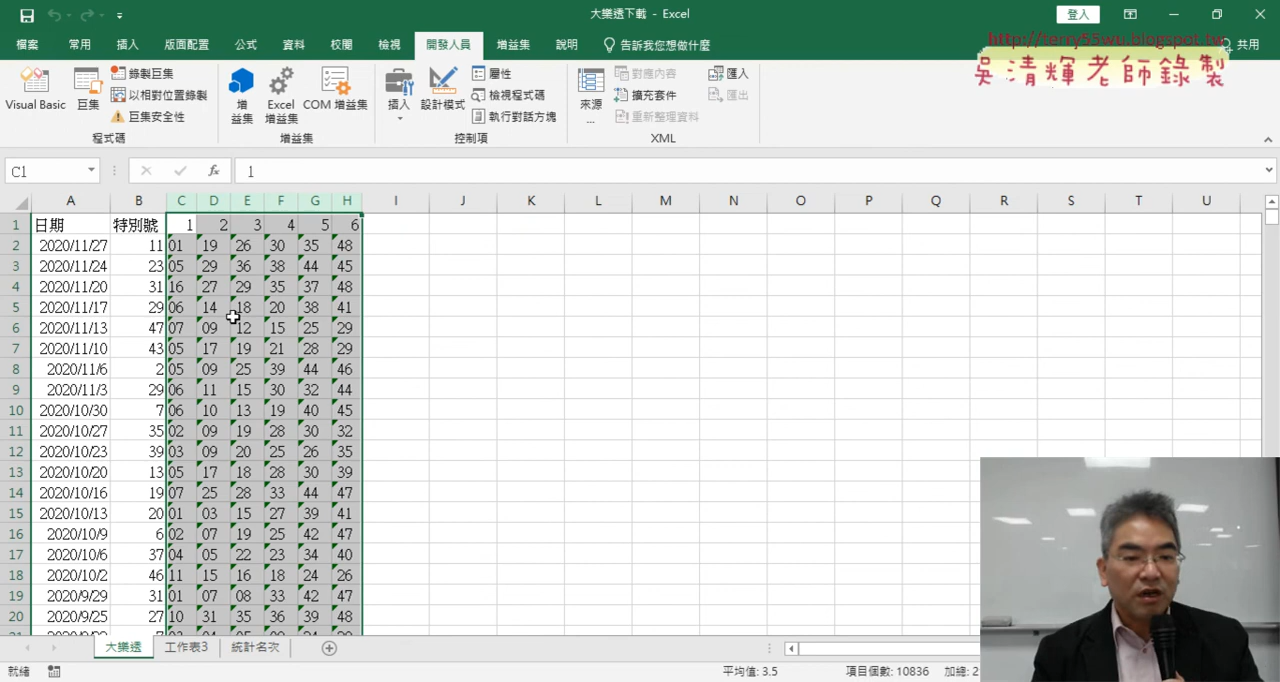 大樂透下載 - Excel
登入
檔案 常用 插入 版面配置 公式 資料 校閱 檢視 開發人員 增益集 說明 告訴我您想做什麼 共用
http://terry55wu.blogspot.tw
吳清輝老師錄製
Visual Basic 巨集 錄製巨集 以相對位置錄製 巨集安全性
增益集 Excel 增益集 COM 增益集
插入 設計模式 屬性 檢視程式碼 執行對話方塊
來源... 對應內容 擴充套件 重新整理資料 匯入 匯出
程式碼 增益集 控制項 XML
C1 fx 1
A B C D E F G H I J K L M N O P Q R S T U
1 日期 特別號 1 2 3 4 5 6
2 2020/11/27 11 01 19 26 30 35 48
3 2020/11/24 23 05 29 36 38 44 45
4 2020/11/20 31 16 27 29 35 37 48
5 2020/11/17 29 06 14 18 20 38 41
6 2020/11/13 47 07 09 12 15 25 29
7 2020/11/10 43 05 17 19 21 28 29
8 2020/11/6 2 05 09 25 39 44 46
9 2020/11/3 29 06 11 15 30 32 44
10 2020/10/30 7 06 10 13 19 40 45
11 2020/10/27 35 02 09 19 28 30 32
12 2020/10/23 39 03 09 20 25 26 35
13 2020/10/20 13 05 17 18 28 30 39
14 2020/10/16 19 07 25 28 33 44 47
15 2020/10/13 20 01 03 15 27 39 41
16 2020/10/9 6 02 07 19 25 42 47
17 2020/10/6 37 04 05 22 23 34 40
18 2020/10/2 46 11 15 16 18 24 26
19 2020/9/29 31 01 07 08 33 42 47
20 2020/9/25 27 10 31 35 36 39 48
大樂透 工作表3 統計名次
就緒 平均值: 3.5 項目個數: 10836 加總: 2